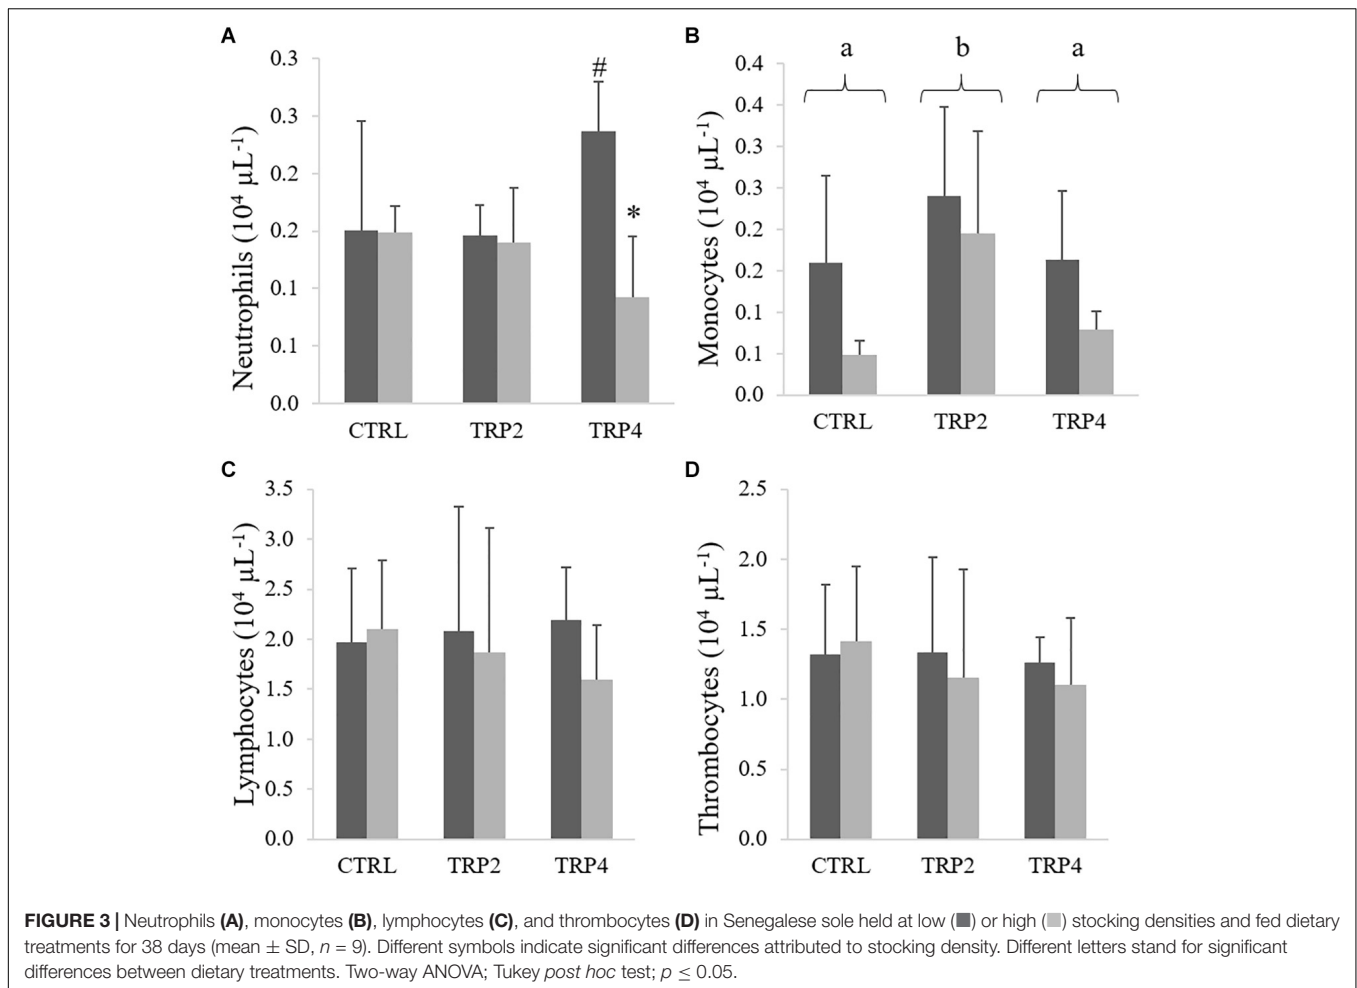 A
Neutrophils (10⁴ µL⁻¹)
0.3
0.3
0.2
0.2
0.1
0.1
0.0
#
*
CTRL TRP2 TRP4
B
Monocytes (10⁴ µL⁻¹)
0.4
0.4
0.3
0.3
0.2
0.2
0.1
0.1
0.0
a b a
CTRL TRP2 TRP4
C
Lymphocytes (10⁴ µL⁻¹)
3.5
3.0
2.5
2.0
1.5
1.0
0.5
0.0
CTRL TRP2 TRP4
D
Thrombocytes (10⁴ µL⁻¹)
2.5
2.0
1.5
1.0
0.5
0.0
CTRL TRP2 TRP4
FIGURE 3 | Neutrophils (A), monocytes (B), lymphocytes (C), and thrombocytes (D) in Senegalese sole held at low (■) or high (■) stocking densities and fed dietary
treatments for 38 days (mean ± SD, n = 9). Different symbols indicate significant differences attributed to stocking density. Different letters stand for significant
differences between dietary treatments. Two-way ANOVA; Tukey post hoc test; p ≤ 0.05.